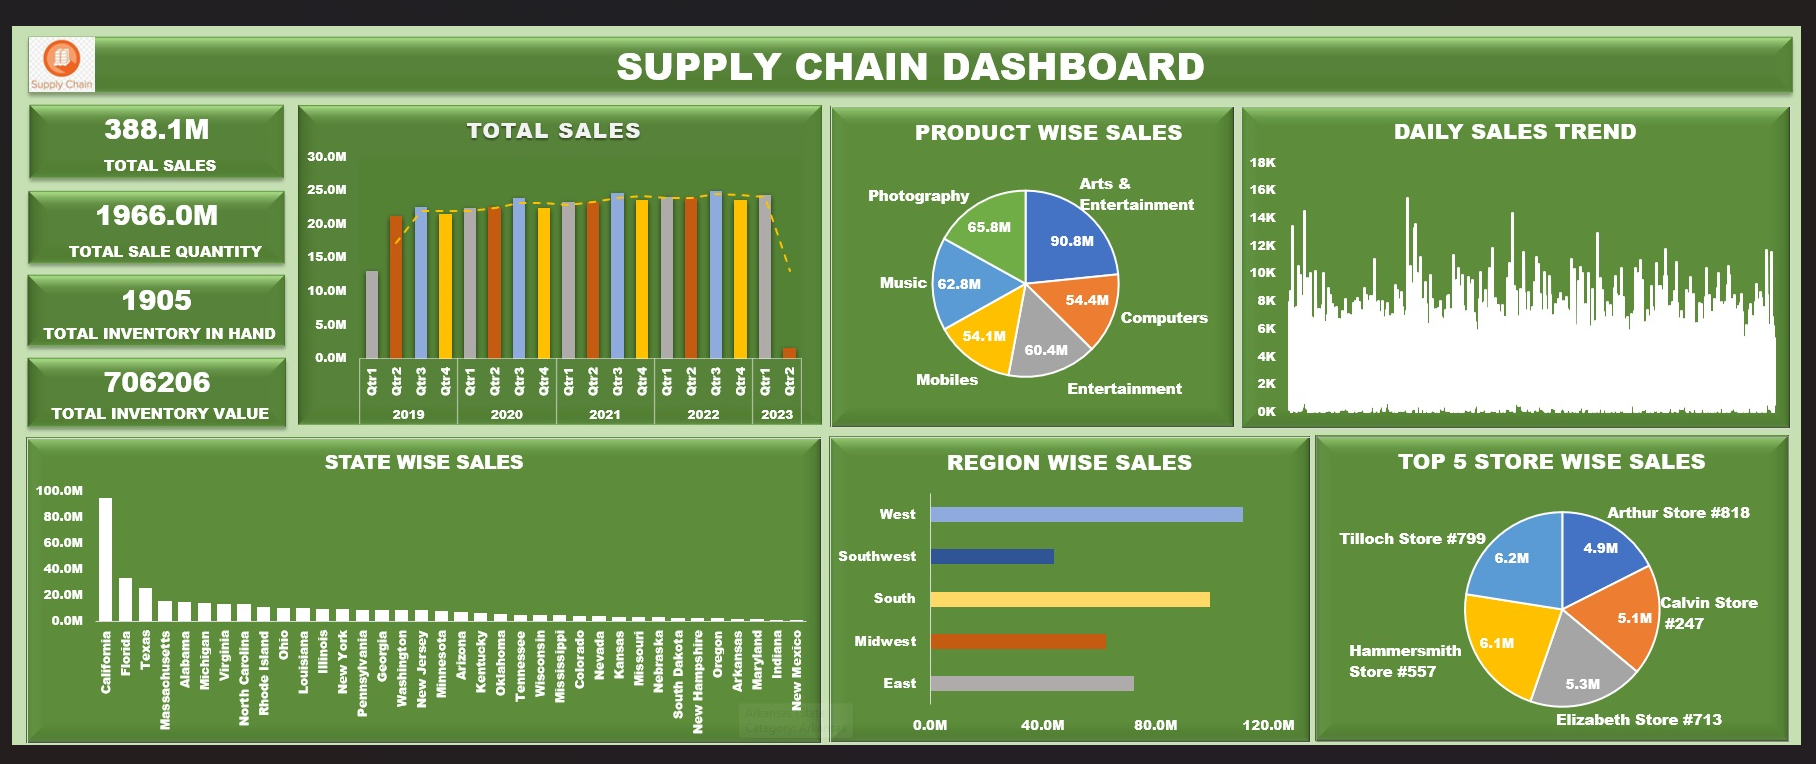 Supply Chain
SUPPLY CHAIN DASHBOARD
388.1M
TOTAL SALES
1966.0M
TOTAL SALE QUANTITY
1905
TOTAL INVENTORY IN HAND
706206
TOTAL INVENTORY VALUE
TOTAL SALES
30.0M
25.0M
20.0M
15.0M
10.0M
5.0M
0.0M
Qtr1 Qtr2 Qtr3 Qtr4 Qtr1 Qtr2 Qtr3 Qtr4 Qtr1 Qtr2 Qtr3 Qtr4 Qtr1 Qtr2 Qtr3 Qtr4 Qtr1 Qtr2
2019 2020 2021 2022 2023
PRODUCT WISE SALES
Arts &
Entertainment
Photography
65.8M
90.8M
Music
62.8M
54.4M
Computers
54.1M
60.4M
Mobiles
Entertainment
DAILY SALES TREND
18K
16K
14K
12K
10K
8K
6K
4K
2K
0K
STATE WISE SALES
100.0M
80.0M
60.0M
40.0M
20.0M
0.0M
California
Florida
Texas
Massachusetts
Alabama
Michigan
Virginia
North Carolina
Rhode Island
Ohio
Louisiana
Illinois
New York
Pennsylvania
Georgia
Washington
New Jersey
Minnesota
Arizona
Kentucky
Oklahoma
Tennessee
Wisconsin
Mississippi
Colorado
Nevada
Kansas
Missouri
Nebraska
South Dakota
New Hampshire
Oregon
Arkansas
Maryland
Indiana
New Mexico
REGION WISE SALES
West
Southwest
South
Midwest
East
0.0M 40.0M 80.0M 120.0M
TOP 5 STORE WISE SALES
Arthur Store #818
Tilloch Store #799
4.9M
6.2M
Calvin Store
#247
5.1M
6.1M
Hammersmith
Store #557
5.3M
Elizabeth Store #713